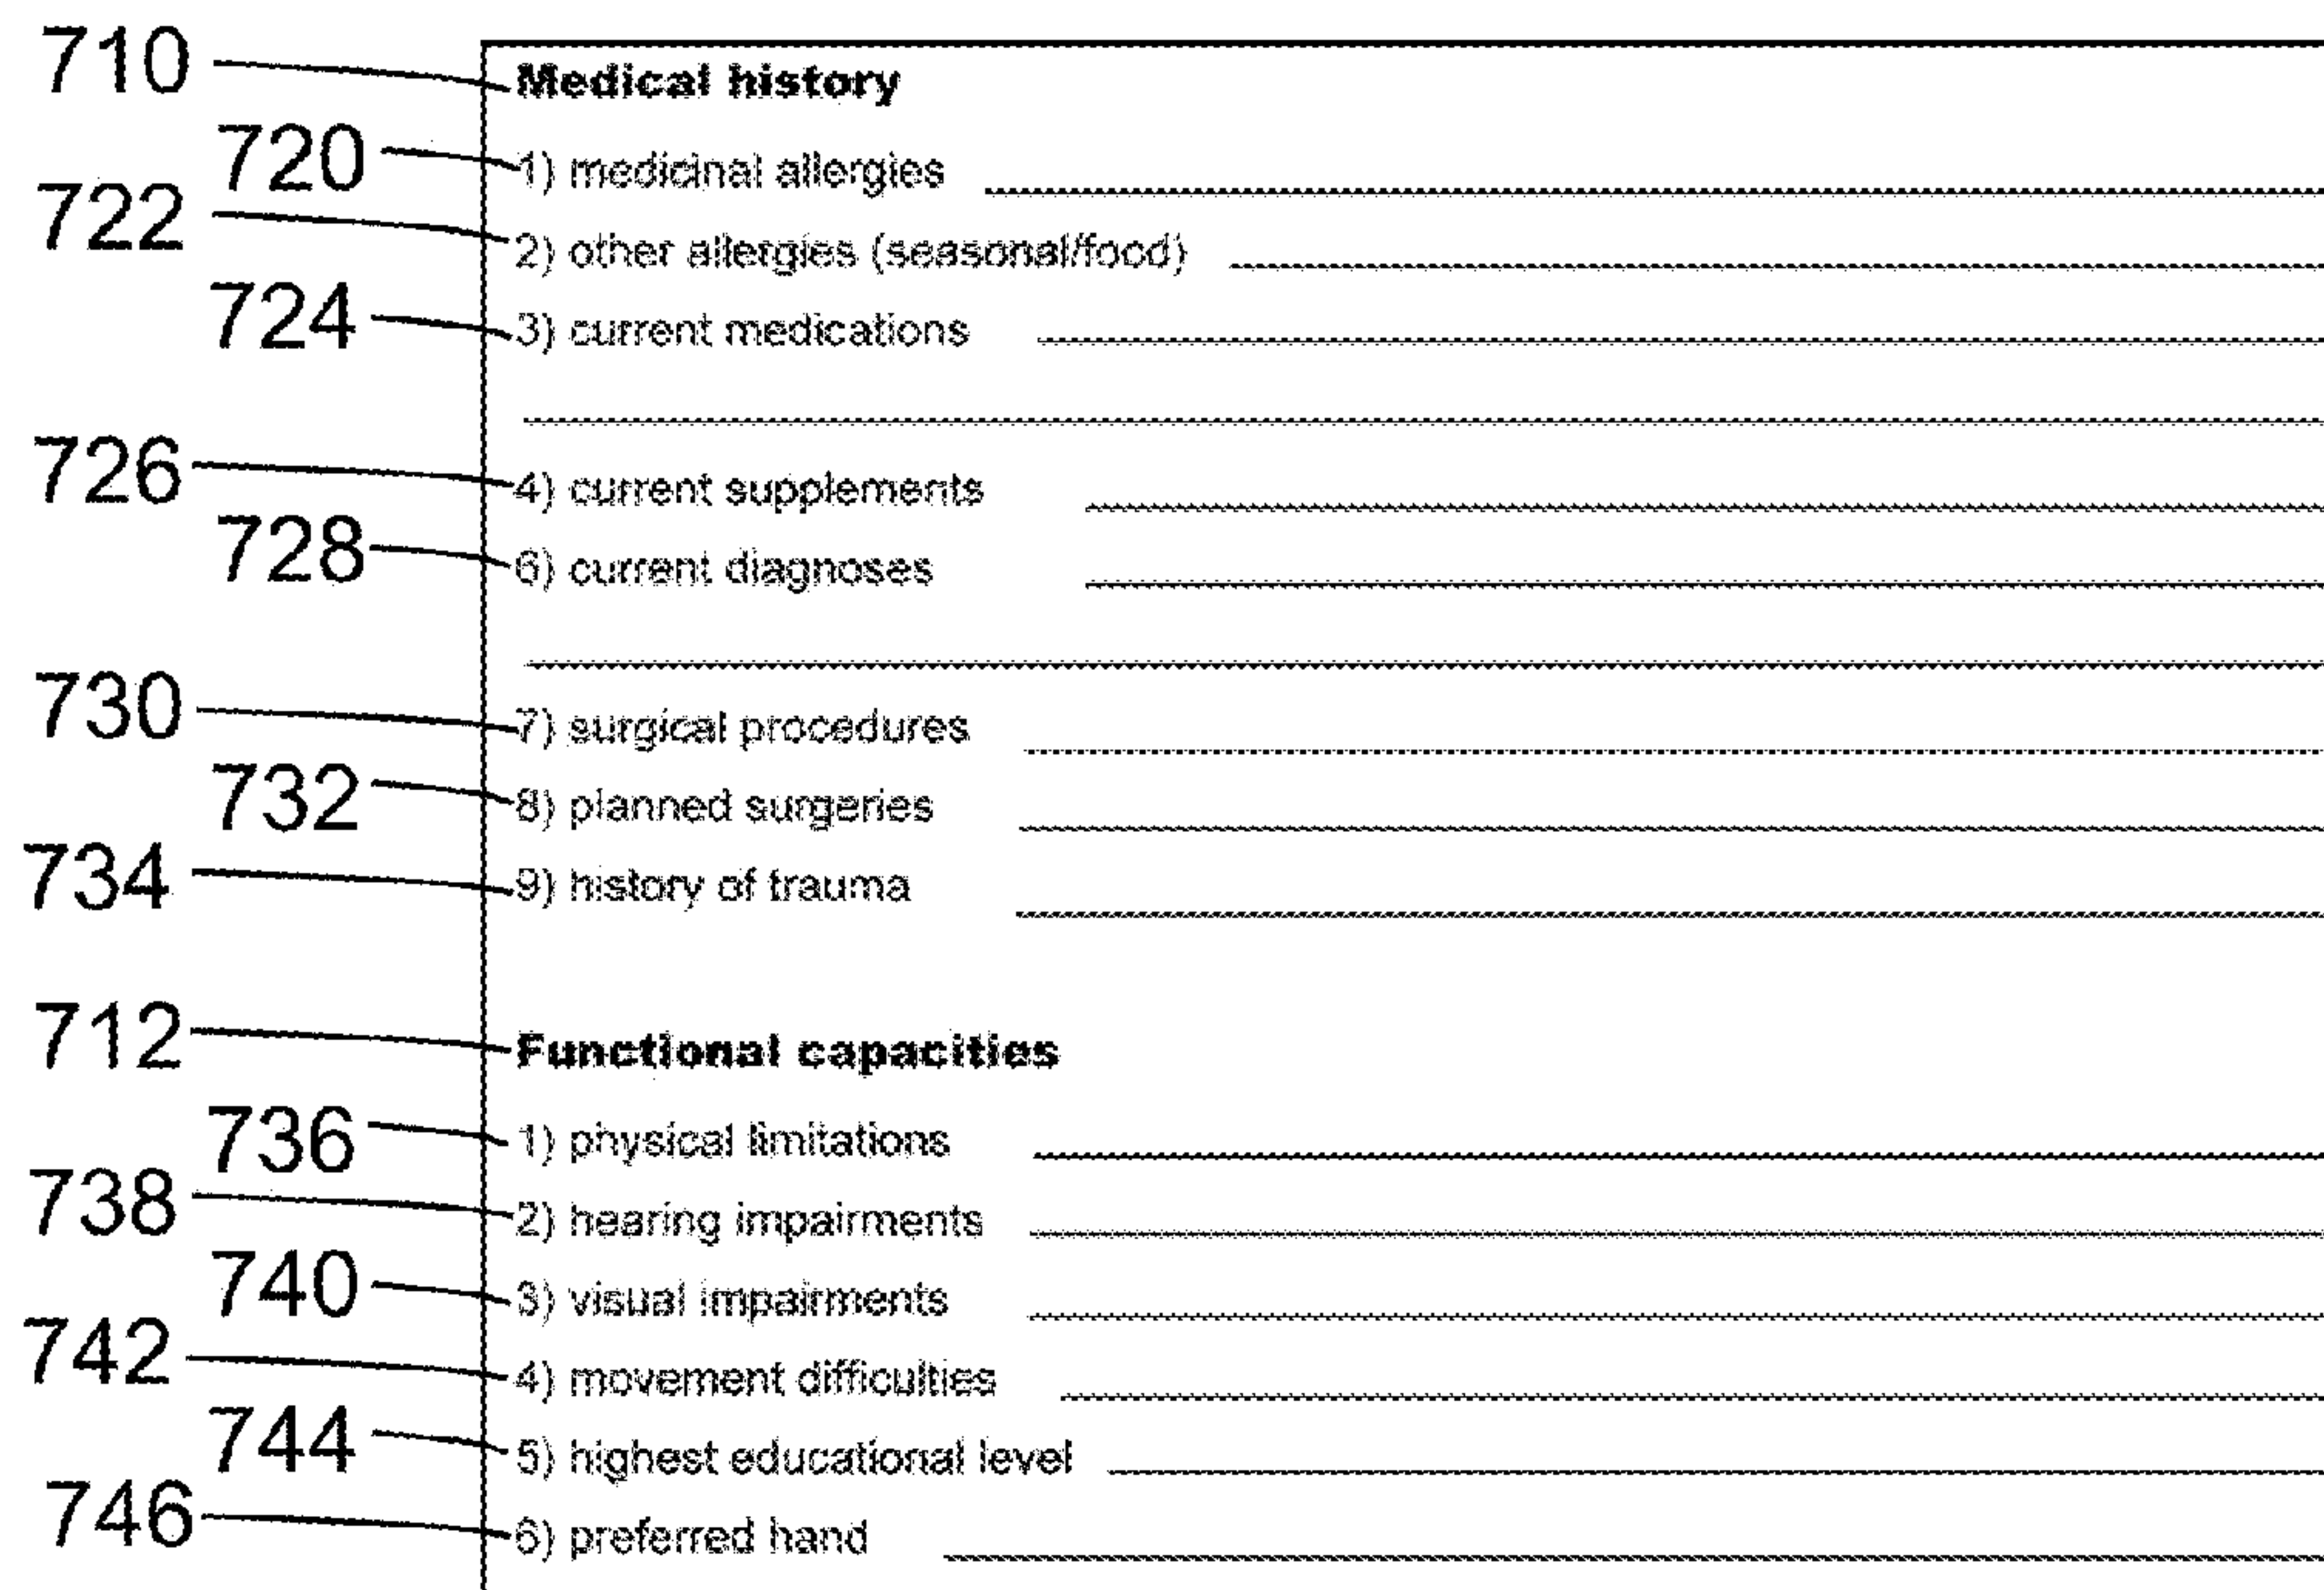 710 Medical history
720 1) medicinal allergies
722 2) other allergies (seasonal/food)
724 3) current medications
726 4) current supplements
728 6) current diagnoses
730 7) surgical procedures
732 8) planned surgeries
734 9) history of trauma
712 Functional capacities
736 1) physical limitations
738 2) hearing impairments
740 3) visual impairments
742 4) movement difficulties
744 5) highest educational level
746 6) preferred hand